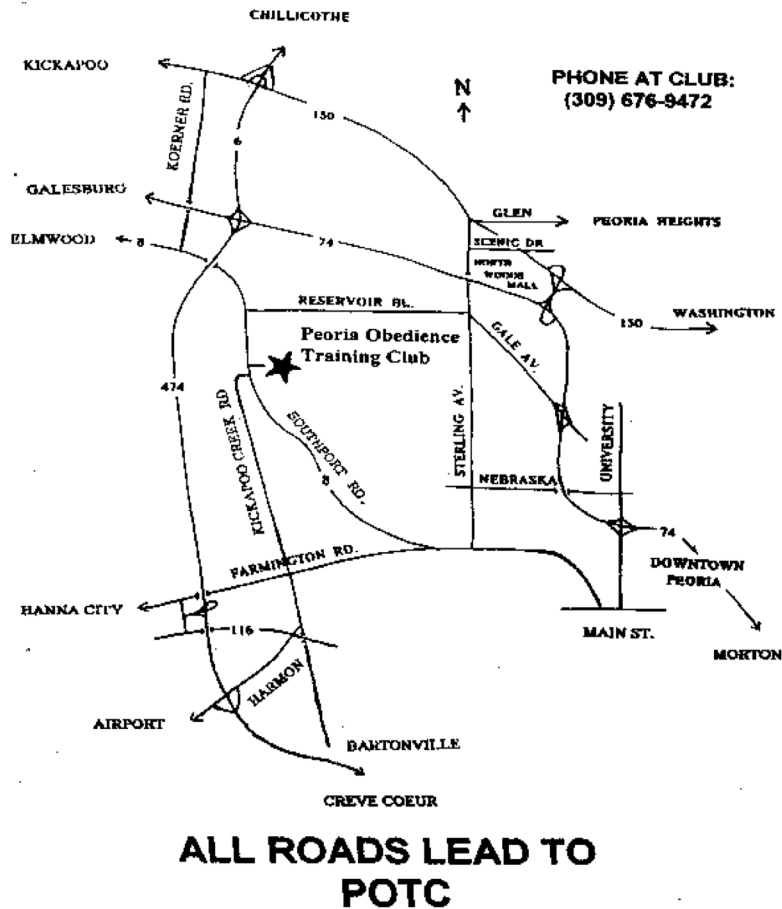 CHILLICOTHE
KICKAPOO
PHONE AT CLUB:
(309) 676-9472
N
150
KOERNER RD.
6
GALESBURG
GLEN
PEORIA HEIGHTS
ELMWOOD
8
74
SCENIC DR
NORTH
WOODS
MALL
RESERVOIR BL.
150
WASHINGTON
Peoria Obedience
Training Club
GALE AV.
474
KICKAPOO CREEK RD
SOUTHPORT RD.
8
STERLING AV.
UNIVERSITY
NEBRASKA
74
FARMINGTON RD.
DOWNTOWN
PEORIA
HANNA CITY
116
MAIN ST.
MORTON
HARMON
AIRPORT
BARTONVILLE
CREVE COEUR
ALL ROADS LEAD TO
POTC